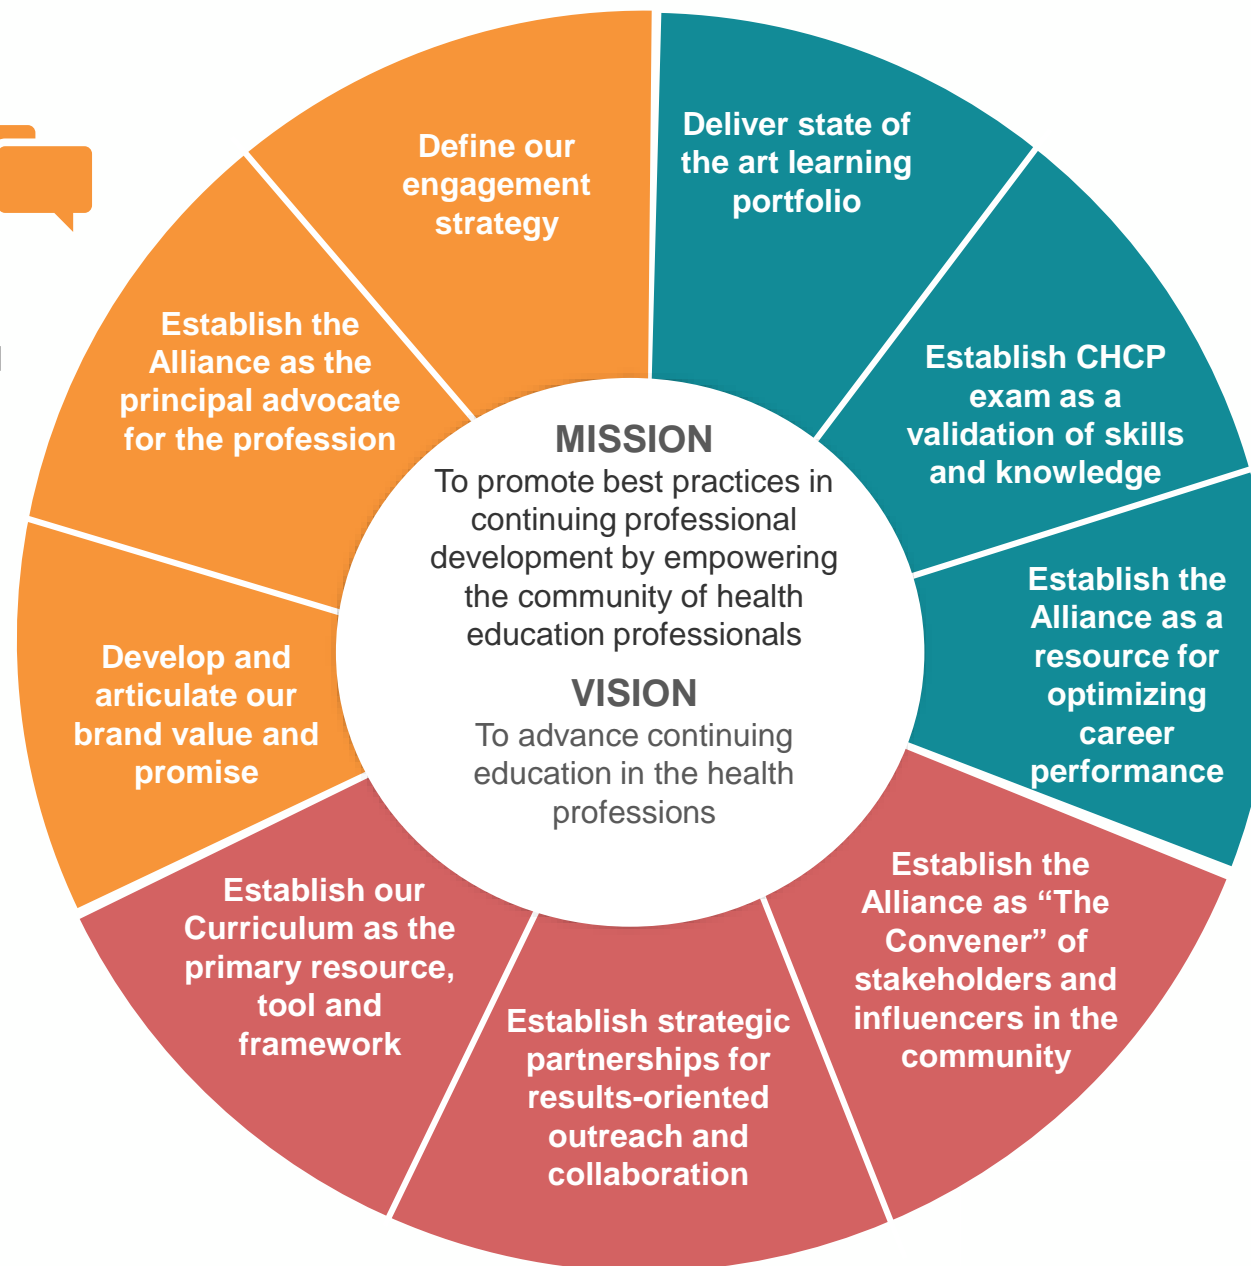 Define our
engagement
strategy
Deliver state of
the art learning
portfolio
Establish CHCP
exam as a
validation of skills
and knowledge
Establish the
Alliance as a
resource for
optimizing
career
performance
Establish the
Alliance as “The
Convener” of
stakeholders and
influencers in the
community
Establish strategic
partnerships for
results-oriented
outreach and
collaboration
Establish our
Curriculum as the
primary resource,
tool and
framework
Develop and
articulate our
brand value and
promise
Establish the
Alliance as the
principal advocate
for the profession
MISSION
To promote best practices in
continuing professional
development by empowering
the community of health
education professionals
VISION
To advance continuing
education in the health
professions